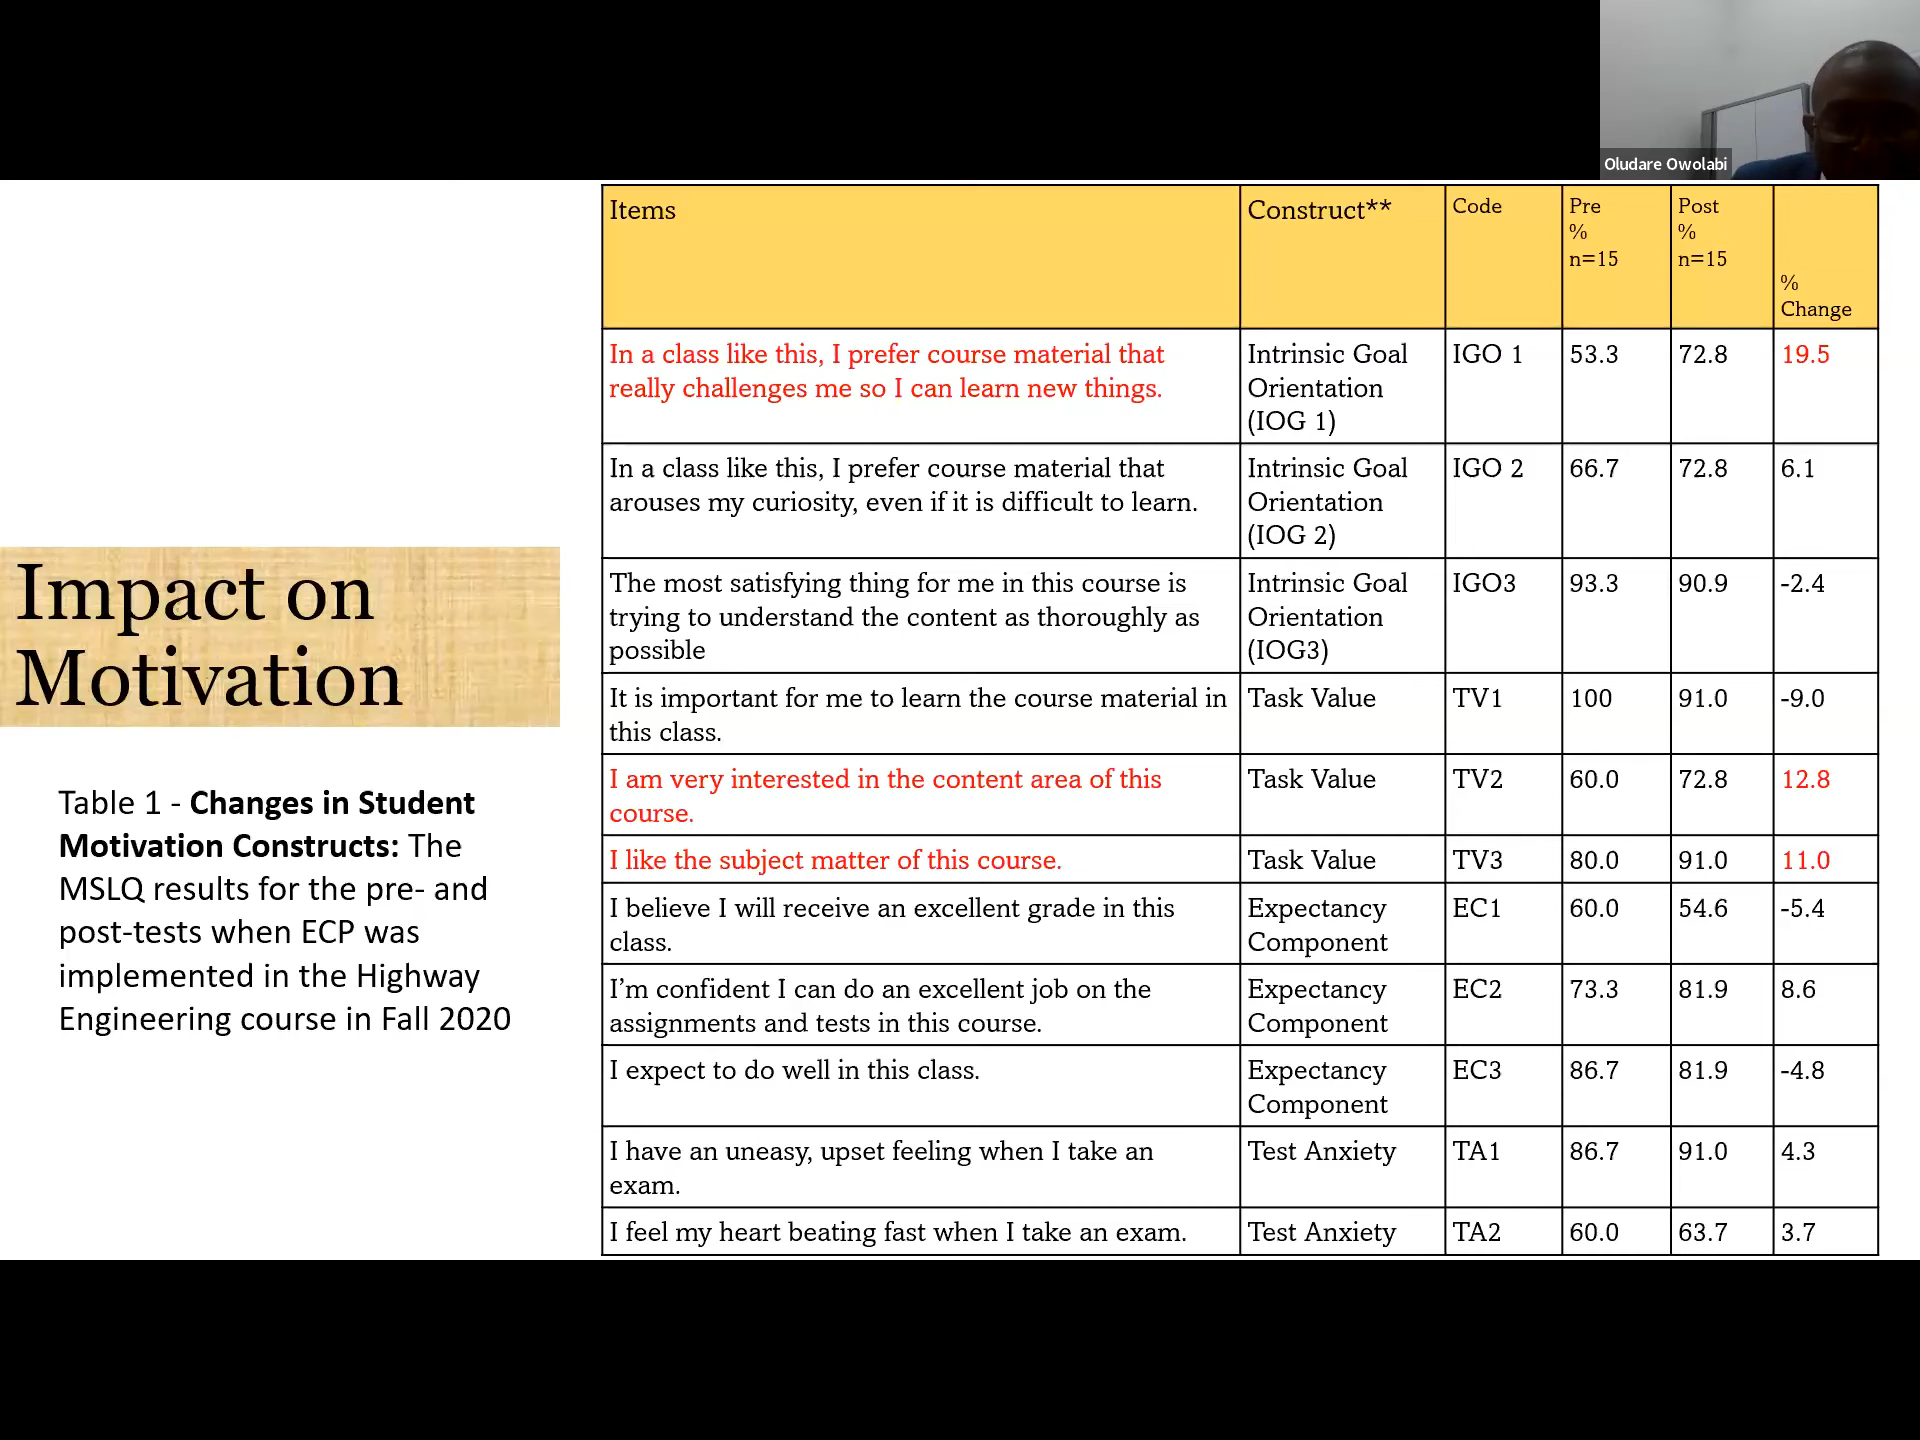 Oludare Owolabi
Impact on
Motivation
Table 1 - Changes in Student
Motivation Constructs: The
MSLQ results for the pre- and
post-tests when ECP was
implemented in the Highway
Engineering course in Fall 2020
Items
Construct**
Code
Pre
%
n=15
Post
%
n=15
%
Change
In a class like this, I prefer course material that
really challenges me so I can learn new things.
Intrinsic Goal
Orientation
(IOG 1)
IGO 1
53.3
72.8
19.5
In a class like this, I prefer course material that
arouses my curiosity, even if it is difficult to learn.
Intrinsic Goal
Orientation
(IOG 2)
IGO 2
66.7
72.8
6.1
The most satisfying thing for me in this course is
trying to understand the content as thoroughly as
possible
Intrinsic Goal
Orientation
(IOG3)
IGO3
93.3
90.9
-2.4
It is important for me to learn the course material in
this class.
Task Value
TV1
100
91.0
-9.0
I am very interested in the content area of this
course.
Task Value
TV2
60.0
72.8
12.8
I like the subject matter of this course.
Task Value
TV3
80.0
91.0
11.0
I believe I will receive an excellent grade in this
class.
Expectancy
Component
EC1
60.0
54.6
-5.4
I’m confident I can do an excellent job on the
assignments and tests in this course.
Expectancy
Component
EC2
73.3
81.9
8.6
I expect to do well in this class.
Expectancy
Component
EC3
86.7
81.9
-4.8
I have an uneasy, upset feeling when I take an
exam.
Test Anxiety
TA1
86.7
91.0
4.3
I feel my heart beating fast when I take an exam.
Test Anxiety
TA2
60.0
63.7
3.7